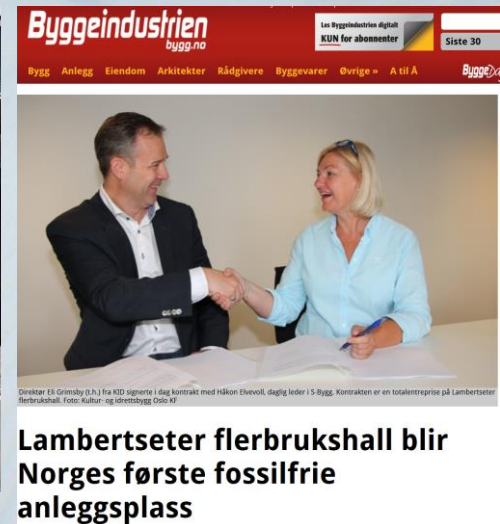 Byggeindustrien
bygg.no
Les Byggeindustrien digitalt
KUN for abonnenter
Siste 30
Bygg Anlegg Eiendom Arkitekter Rådgivere Byggevarer Øvrige » A til Å
Direktør Eli Grimsby (t.h.) fra KID signerte i dag kontrakt med Håkon Elvevoll, daglig leder i S-Bygg. Kontrakten er en totalentreprise på Lambertseter
flerbrukshall. Foto: Kultur- og idrettsbygg Oslo KF
Lambertseter flerbrukshall blir
Norges første fossilfrie
anleggsplass